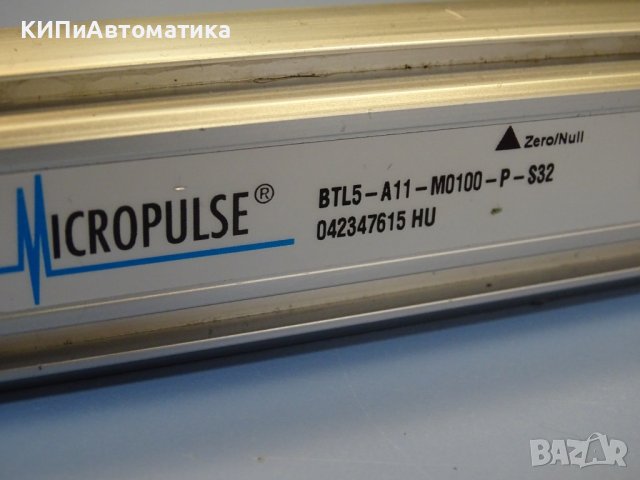 КИПиАвтоматика
Zero/Null
MICROPULSE®
BTL5-A11-M0100-P-S32
042347615 HU
BAZAR